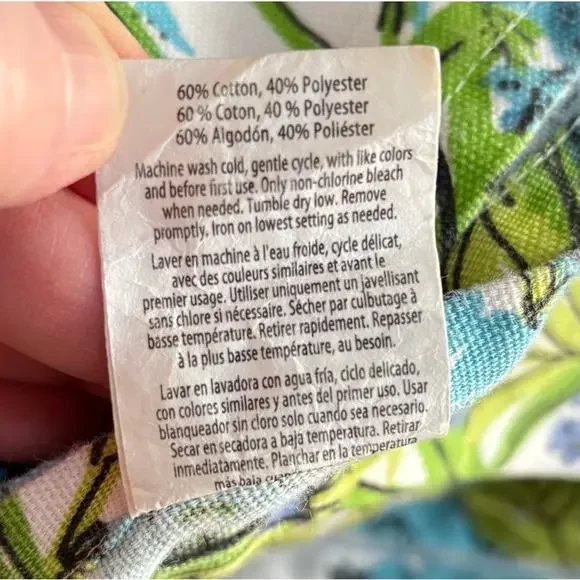 60% Cotton, 40% Polyester
60 % Coton, 40 % Polyester
60% Algodón, 40% Poliéster
Machine wash cold, gentle cycle, with like colors
and before first use. Only non-chlorine bleach
when needed. Tumble dry low. Remove
promptly. Iron on lowest setting as needed.
Laver en machine à l'eau froide, cycle délicat,
avec des couleurs similaires et avant le
premier usage. Utiliser uniquement un javellisant
sans chlore si nécessaire. Sécher par culbutage à
basse température. Retirer rapidement. Repasser
à la plus basse température, au besoin.
Lavar en lavadora con agua fría, ciclo delicado,
con colores similares y antes del primer uso. Usar
blanqueador sin cloro solo cuando sea necesario.
Secar en secadora a baja temperatura. Retirar
inmediatamente. Planchar en la temperatura
más baja